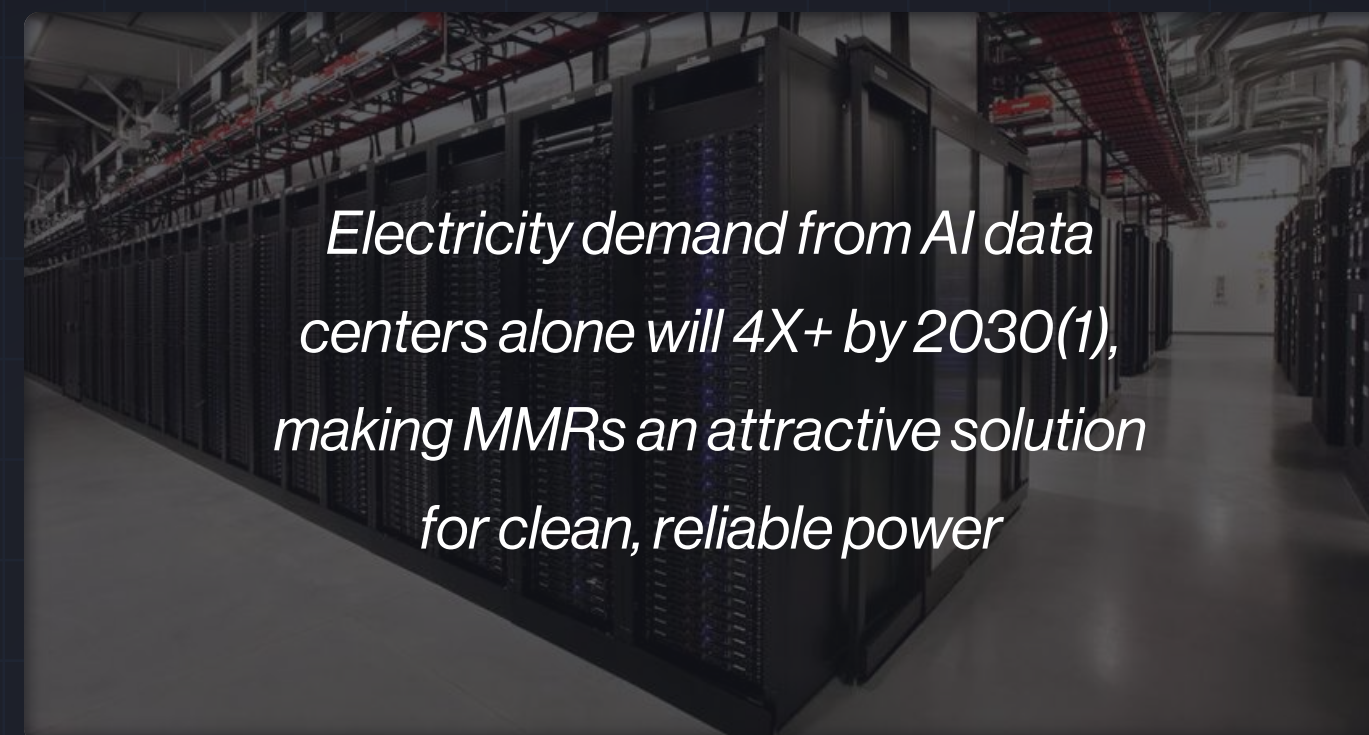 Electricity demand from AI data
centers alone will 4X+ by 2030(1),
making MMRs an attractive solution
for clean, reliable power